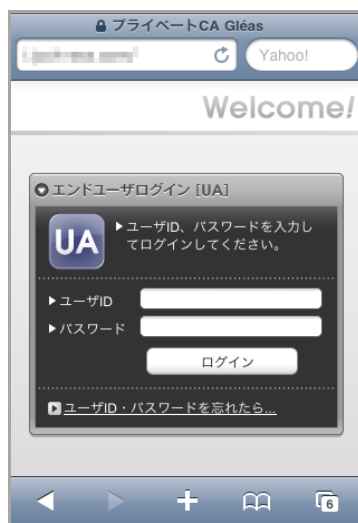 プライベートCA Gléas
Yahoo!
Welcome!
エンドユーザログイン [UA]
UA
ユーザID、パスワードを入力し
てログインしてください。
ユーザID
パスワード
ログイン
ユーザID・パスワードを忘れたら...
6